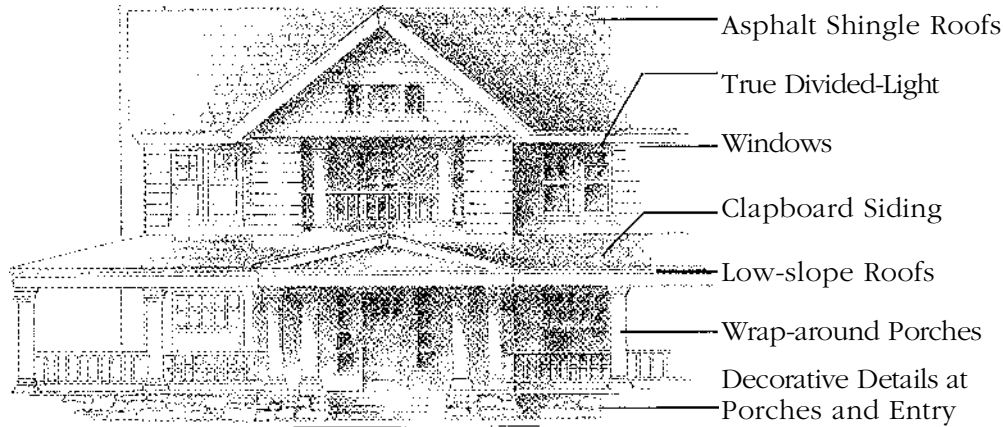 Asphalt Shingle Roofs
True Divided-Light
Windows
Clapboard Siding
Low-slope Roofs
Wrap-around Porches
Decorative Details at
Porches and Entry